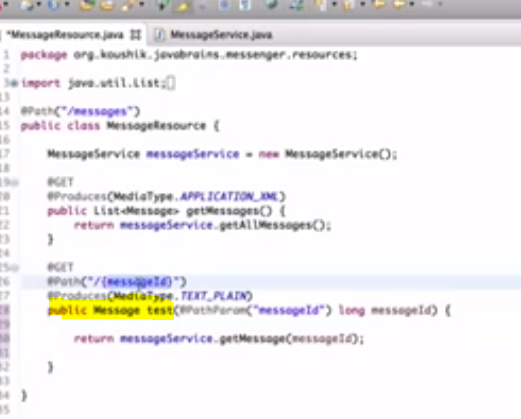 *MessageResource.java
MessageService.java
1 package org.koushik.javabrains.messenger.resources;
2
3 import java.util.List;
13
14 @Path("/messages")
15 public class MessageResource {
16
17 MessageService messageService = new MessageService();
18
19 @GET
20 @Produces(MediaType.APPLICATION_XML)
21 public List<Message> getMessages() {
22 return messageService.getAllMessages();
23 }
24
25 @GET
26 @Path("/{messageId}")
27 @Produces(MediaType.TEXT_PLAIN)
28 public Message test(@PathParam("messageId") long messageId) {
29
30 return messageService.getMessage(messageId);
31
32 }
33
34 }
35